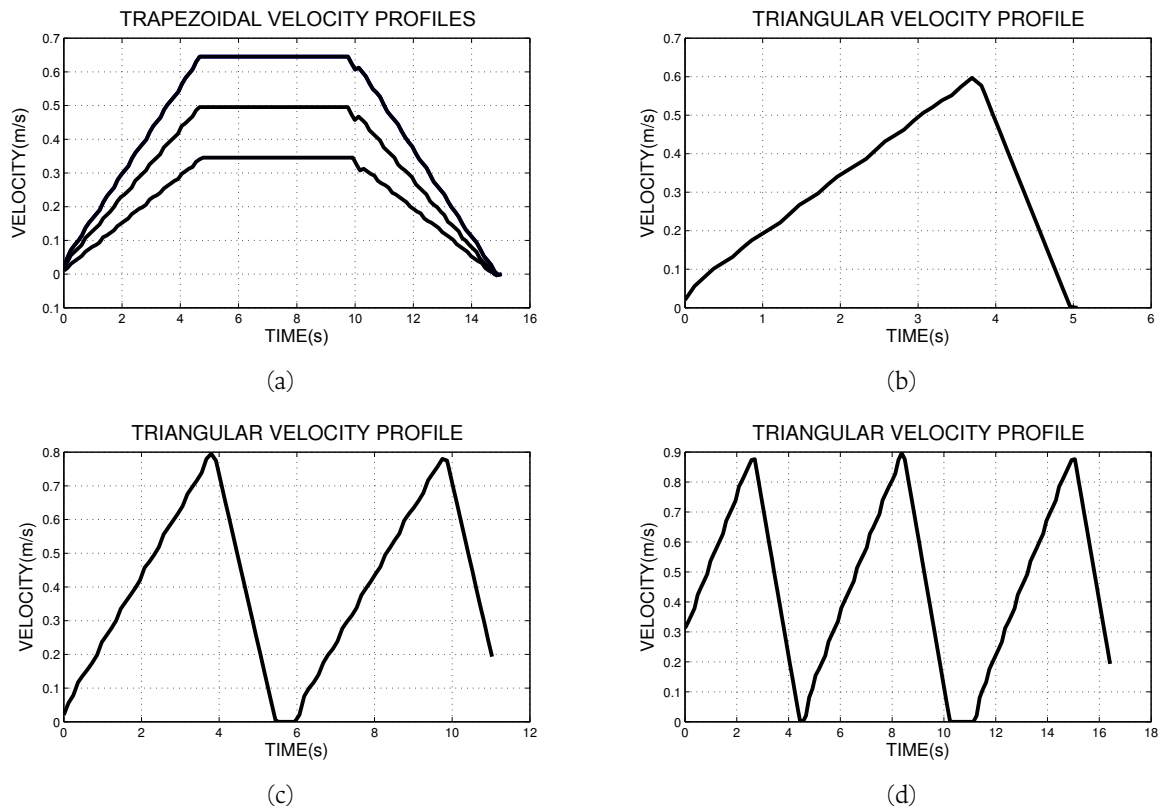 TRAPEZOIDAL VELOCITY PROFILES
0.7
0.6
0.5
0.4
0.3
0.2
0.1
0
0.1
VELOCITY(m/s)
0 2 4 6 8 10 12 14 16
TIME(s)
(a)
TRIANGULAR VELOCITY PROFILE
0.7
0.6
0.5
0.4
0.3
0.2
0.1
0
VELOCITY(m/s)
0 1 2 3 4 5 6
TIME(s)
(b)
TRIANGULAR VELOCITY PROFILE
0.8
0.7
0.6
0.5
0.4
0.3
0.2
0.1
0
VELOCITY(m/s)
0 2 4 6 8 10 12
TIME(s)
(c)
TRIANGULAR VELOCITY PROFILE
0.9
0.8
0.7
0.6
0.5
0.4
0.3
0.2
0.1
0
VELOCITY(m/s)
0 2 4 6 8 10 12 14 16 18
TIME(s)
(d)